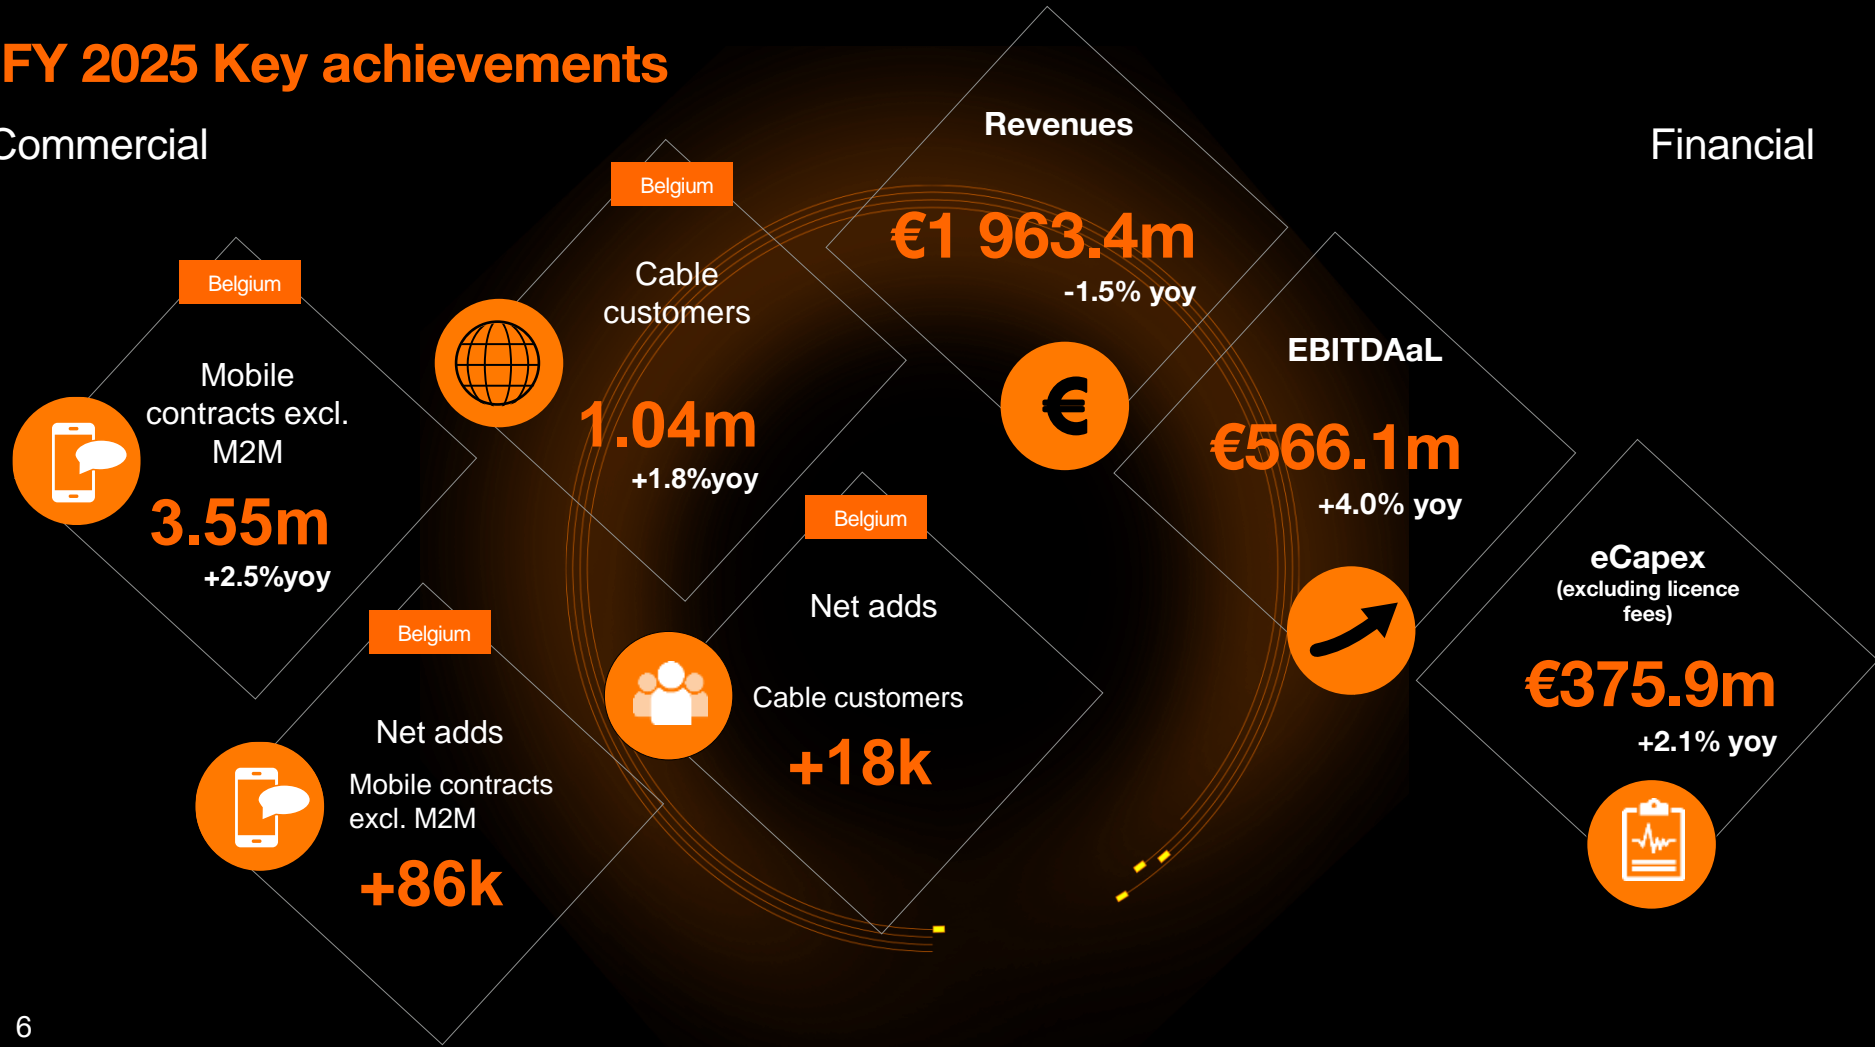 FY 2025 Key achievements
Commercial
Financial
Belgium
Mobile
contracts excl.
M2M
3.55m
+2.5%yoy
Belgium
Net adds
Mobile contracts
excl. M2M
+86k
Belgium
Cable
customers
1.04m
+1.8%yoy
Belgium
Net adds
Cable customers
+18k
Revenues
€1 963.4m
-1.5% yoy
€
EBITDAaL
€566.1m
+4.0% yoy
eCapex
(excluding licence
fees)
€375.9m
+2.1% yoy
6